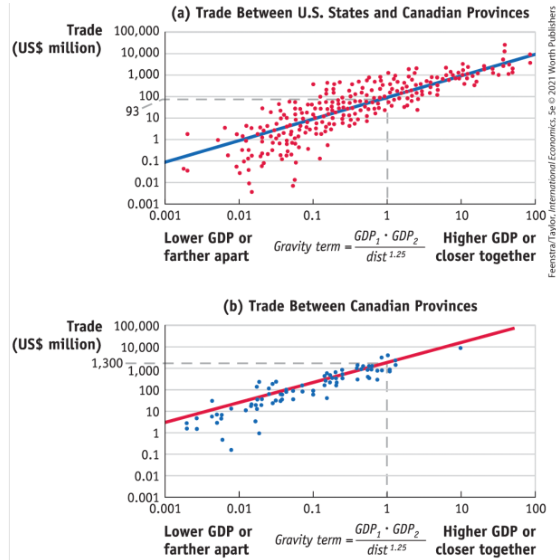 (a) Trade Between U.S. States and Canadian Provinces
Trade
(US$ million)
100,000
10,000
1,000
100
93
10
1
0.1
0.01
0.001
0.001 0.01 0.1 1 10 100
Lower GDP or
farther apart
Gravity term = GDP₁ · GDP₂
dist¹·²⁵
Higher GDP or
closer together
(b) Trade Between Canadian Provinces
Trade
(US$ million)
100,000
10,000
1,300
1,000
100
10
1
0.1
0.01
0.001
0.001 0.01 0.1 1 10 100
Lower GDP or
farther apart
Gravity term = GDP₁ · GDP₂
dist¹·²⁵
Higher GDP or
closer together
Feenstra/Taylor, International Economics, 5e © 2021 Worth Publishers